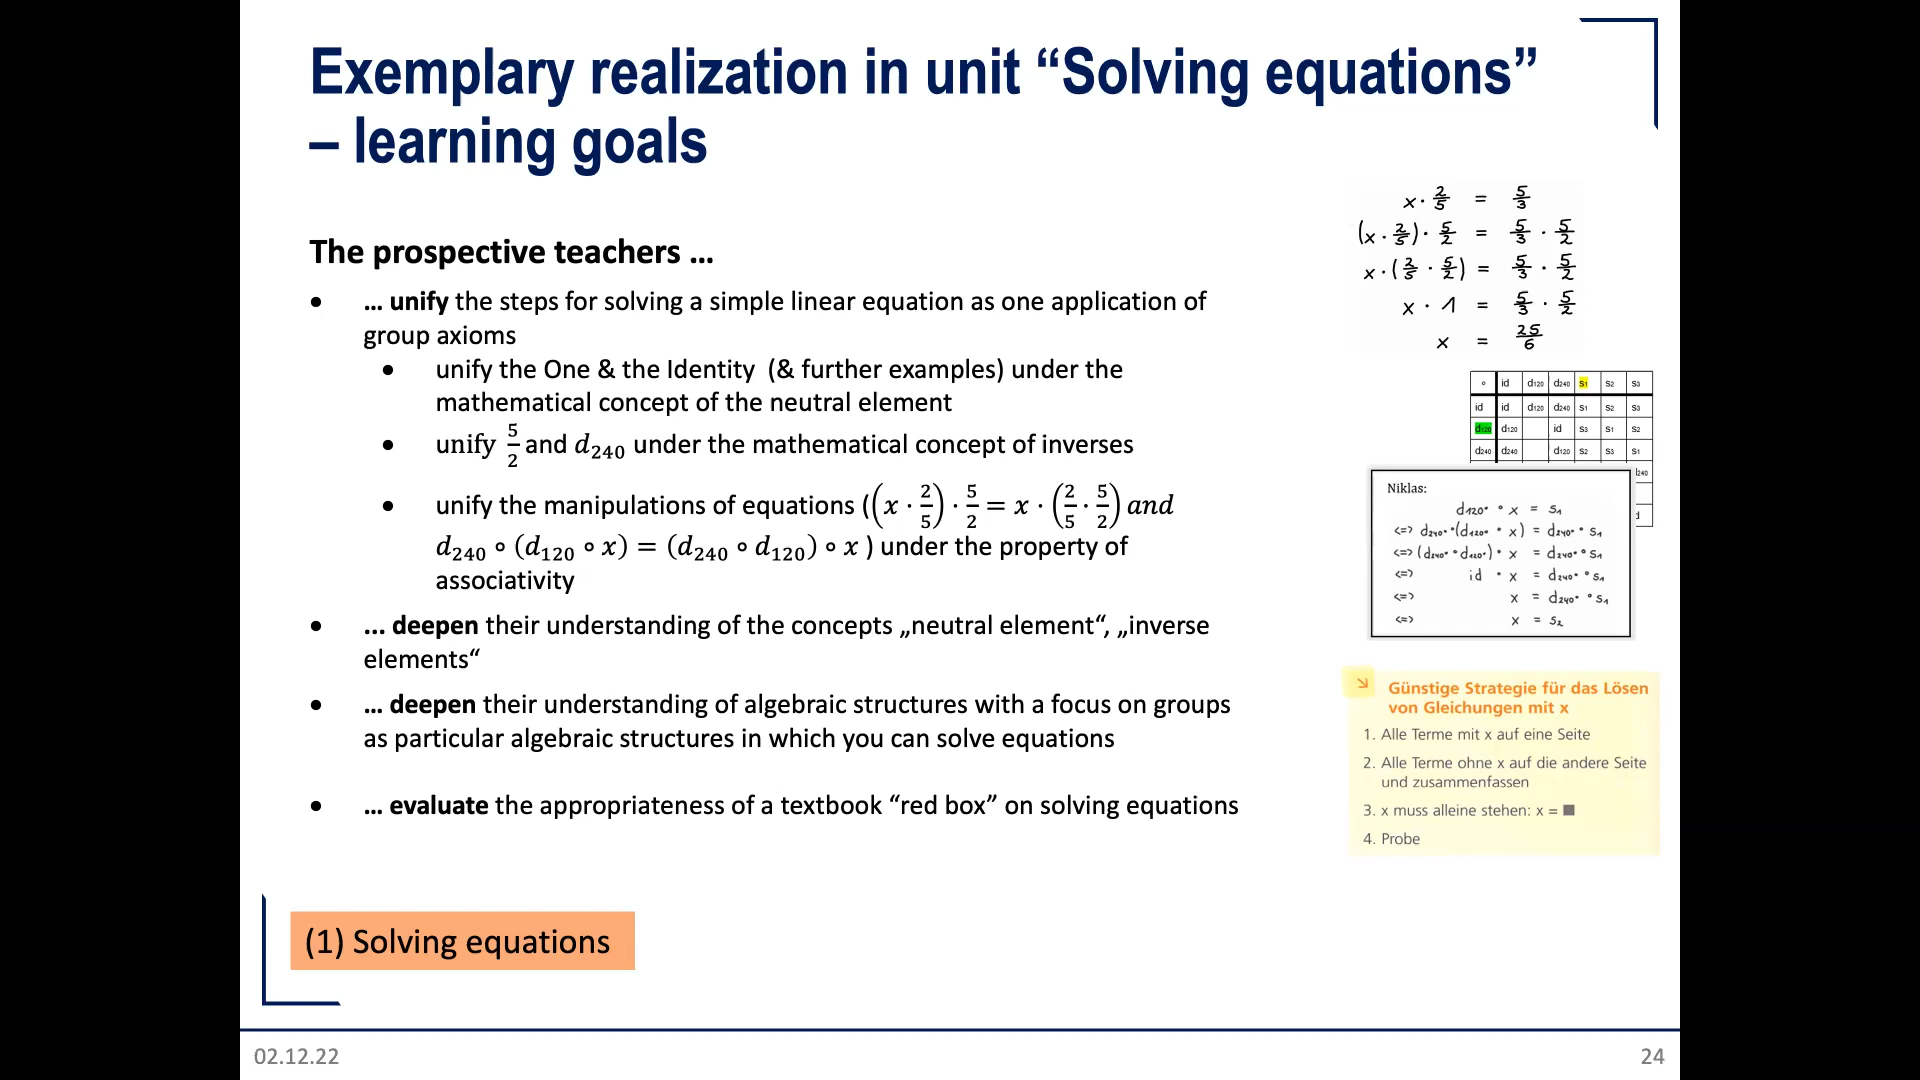 Exemplary realization in unit “Solving equations”
– learning goals
The prospective teachers …
• … unify the steps for solving a simple linear equation as one application of
group axioms
• unify the One & the Identity (& further examples) under the
mathematical concept of the neutral element
• unify 5/2 and d₂₄₀ under the mathematical concept of inverses
• unify the manipulations of equations ((x · 2/5) · 5/2 = x · (2/5 · 5/2) and
d₂₄₀ ∘ (d₁₂₀ ∘ x) = (d₂₄₀ ∘ d₁₂₀) ∘ x ) under the property of
associativity
• ... deepen their understanding of the concepts „neutral element“, „inverse
elements“
• … deepen their understanding of algebraic structures with a focus on groups
as particular algebraic structures in which you can solve equations
• … evaluate the appropriateness of a textbook “red box” on solving equations
x · 2/5 = 5/3
(x · 2/5) · 5/2 = 5/3 · 5/2
x · (2/5 · 5/2) = 5/3 · 5/2
x · 1 = 5/3 · 5/2
x = 25/6
∘ id d120 d240 s1 s2 s3
id id d120 d240 s1 s2 s3
d120 d120 id s3 s1 s2
d240 d240 d120 s2 s3 s1
d240
d
Niklas:
d120° ∘ x = s1
<=> d240° ∘ (d120° ∘ x) = d240° ∘ s1
<=> (d240° ∘ d120°) ∘ x = d240° ∘ s1
<=> id ∘ x = d240° ∘ s1
<=> x = d240° ∘ s1
<=> x = s2
Günstige Strategie für das Lösen
von Gleichungen mit x
1. Alle Terme mit x auf eine Seite
2. Alle Terme ohne x auf die andere Seite
und zusammenfassen
3. x muss alleine stehen: x = ■
4. Probe
(1) Solving equations
02.12.22
24